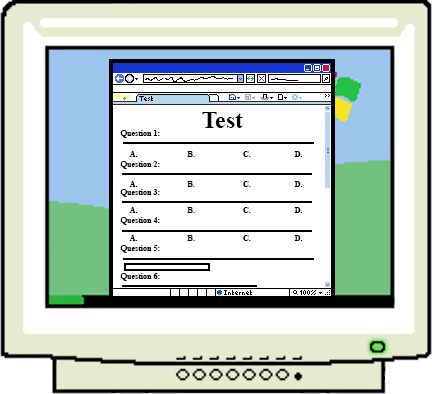 Test
Test
Question 1:
A. B. C. D.
Question 2:
A. B. C. D.
Question 3:
A. B. C. D.
Question 4:
A. B. C. D.
Question 5:
Question 6:
Internet 100%